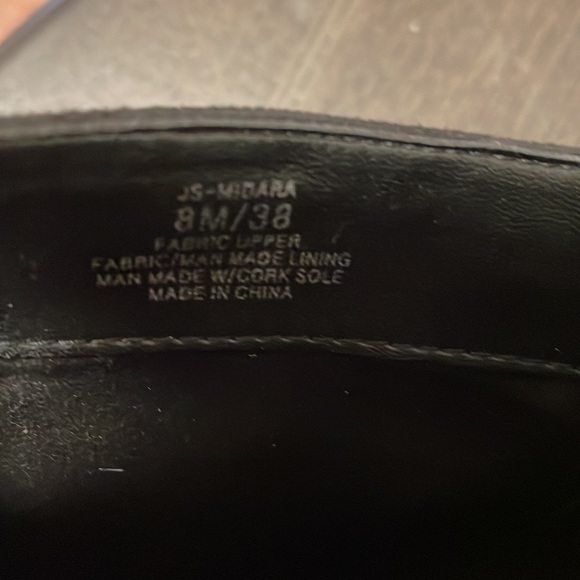 JS-MIDARA
8M/38
FABRIC UPPER
FABRIC/MAN MADE LINING
MAN MADE W/CORK SOLE
MADE IN CHINA